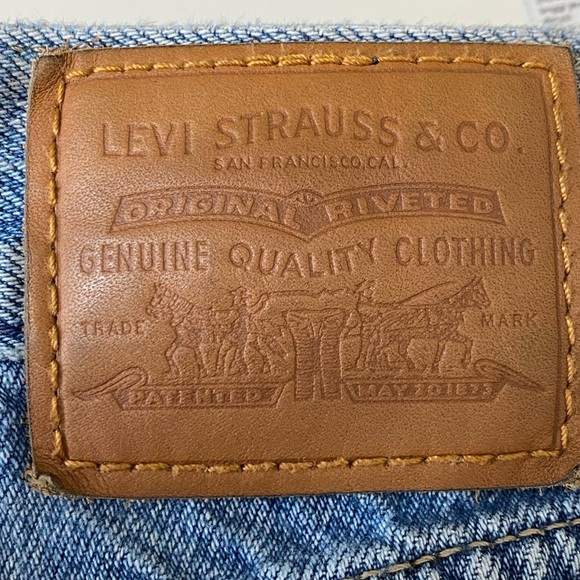 LEVI STRAUSS & CO.
SAN FRANCISCO, CAL.
ORIGINAL RIVETED
GENUINE QUALITY CLOTHING
TRADE MARK
PATENTED MAY 20 1873